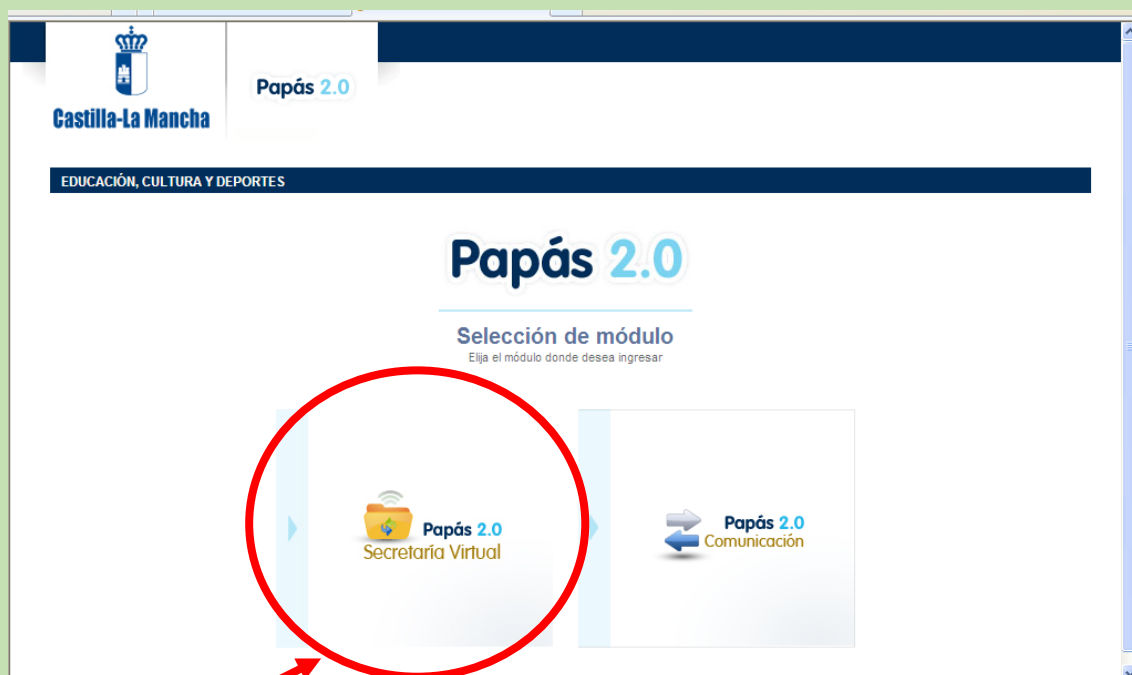 Castilla-La Mancha
Papás 2.0
EDUCACIÓN, CULTURA Y DEPORTES
Papás 2.0
Selección de módulo
Elija el módulo donde desea ingresar
Papás 2.0
Secretaría Virtual
Papás 2.0
Comunicación